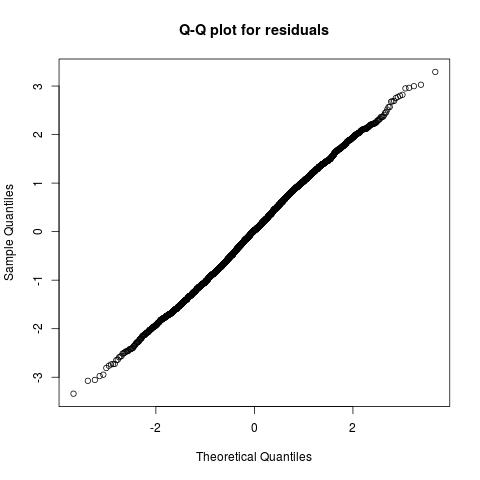 Q-Q plot for residuals
3
2
1
0
-1
-2
-3
Sample Quantiles
-2 0 2
Theoretical Quantiles